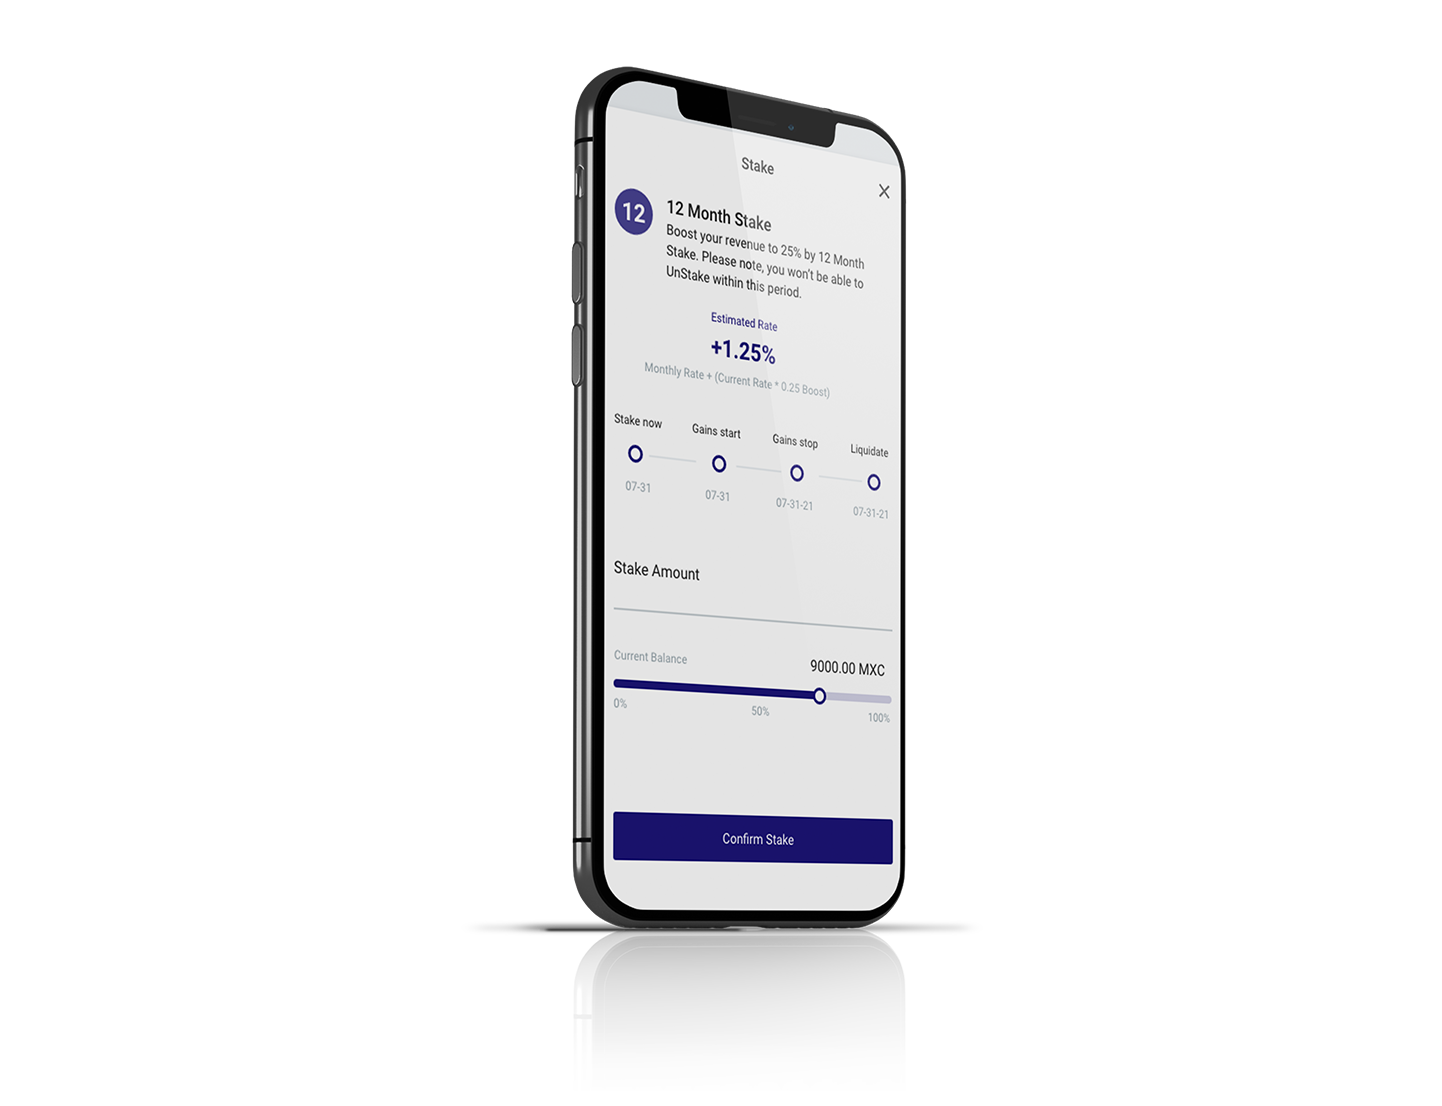 Stake
12
12 Month Stake
Boost your revenue to 25% by 12 Month
Stake. Please note, you won't be able to
UnStake within this period.
Estimated Rate
+1.25%
Monthly Rate + (Current Rate * 0.25 Boost)
Stake now Gains start Gains stop Liquidate
07-31 07-31 07-31-21 07-31-21
Stake Amount
Current Balance 9000.00 MXC
0% 50% 100%
Confirm Stake